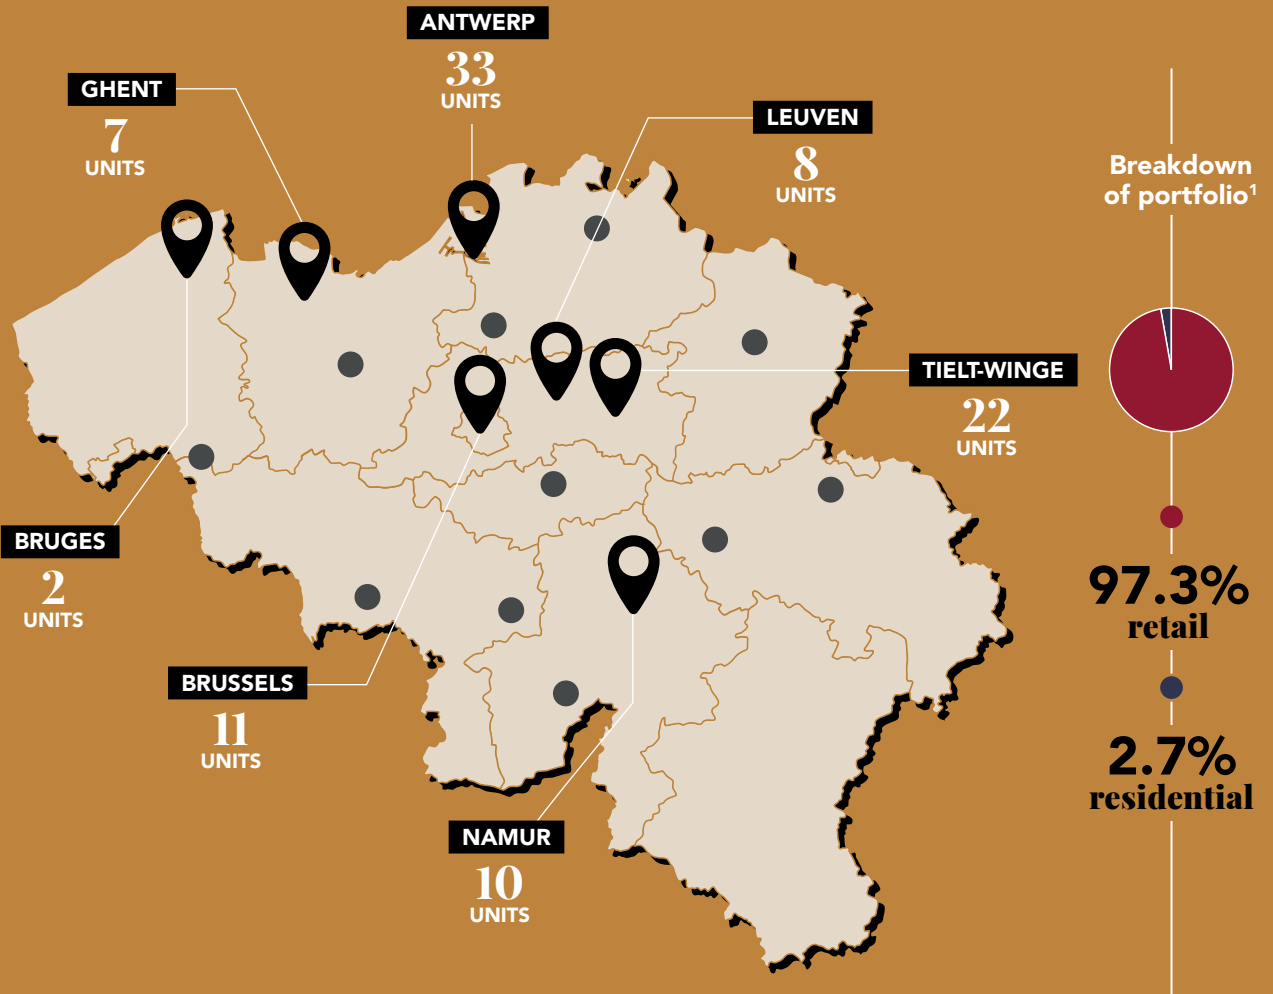 ANTWERP
33
UNITS
GHENT
7
UNITS
LEUVEN
8
UNITS
TIELT-WINGE
22
UNITS
BRUGES
2
UNITS
BRUSSELS
11
UNITS
NAMUR
10
UNITS
Breakdown
of portfolio¹
97.3%
retail
2.7%
residential